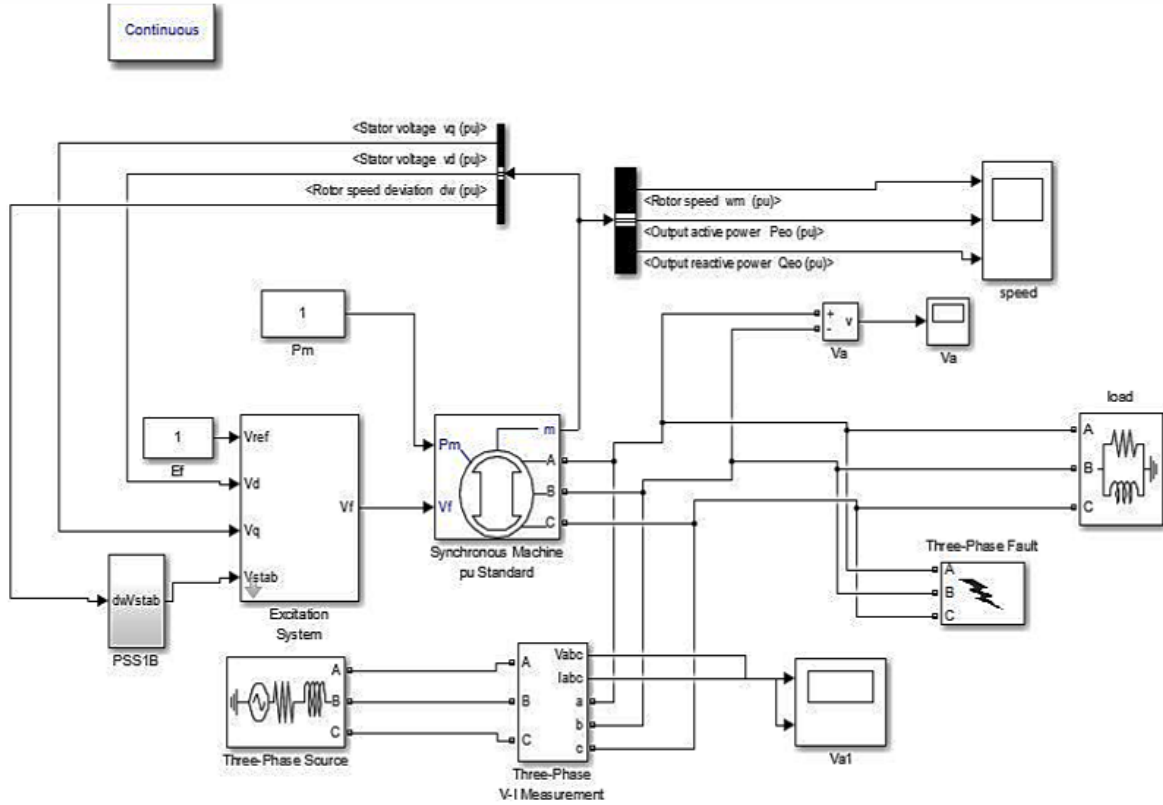 Continuous
<Stator voltage vq (pu)>
<Stator voltage vd (pu)>
<Rotor speed deviation dw (pu)>
<Rotor speed wm (pu)>
<Output active power Peo (pu)>
<Output reactive power Qeo (pu)>
speed
1
Pm
+
-
v
Va
Va
load
A
B
C
1
Ef
Vref
Vd
Vq
Vstab
Vf
Excitation
System
Pm
Vf
m
A
B
C
Synchronous Machine
pu Standard
Three-Phase Fault
A
B
C
dwVstab
PSS1B
A
B
C
Three-Phase Source
A
B
C
Vabc
Iabc
a
b
c
Three-Phase
V-I Measurement
Va1